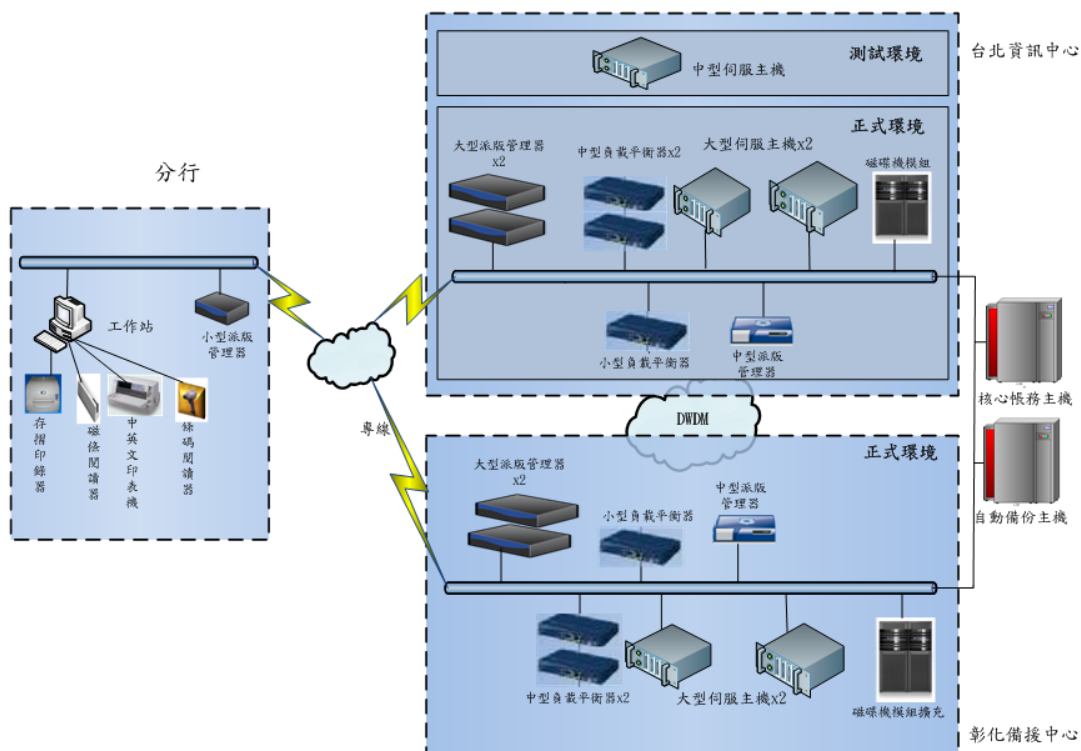 台北資訊中心
測試環境
中型伺服主機
正式環境
大型派版管理器
x2
中型負載平衡器x2
大型伺服主機x2
磁碟機模組
小型負載平衡器
中型派版
管理器
分行
工作站
小型派版
管理器
存摺印錄器
磁條閱讀器
中英文印表機
條碼閱讀器
專線
DWDM
核心帳務主機
自動備份主機
正式環境
大型派版管理器
x2
小型負載平衡器
中型派版
管理器
中型負載平衡器x2
大型伺服主機x2
磁碟機模組擴充
彰化備援中心